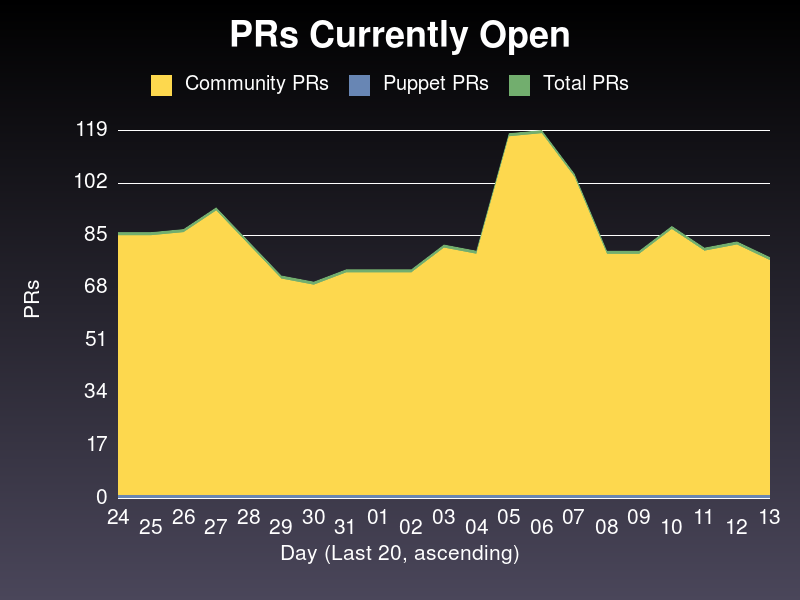 PRs Currently Open
Community PRs Puppet PRs Total PRs
119
102
85
68
51
34
17
0
PRs
24 25 26 27 28 29 30 31 01 02 03 04 05 06 07 08 09 10 11 12 13
Day (Last 20, ascending)